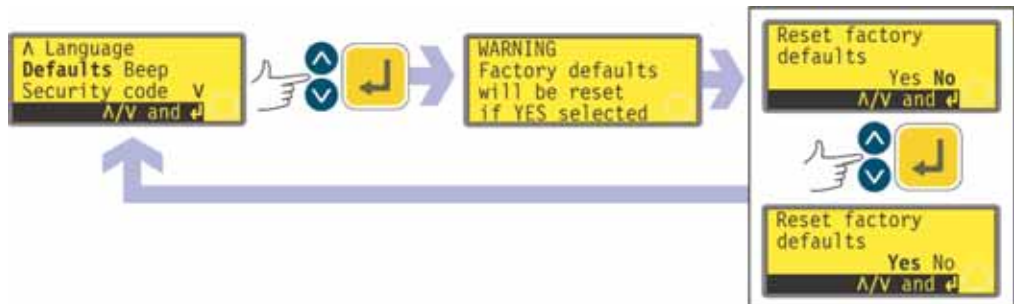 Λ Language
Defaults Beep
Security code V
Λ/V and ↵
WARNING
Factory defaults
will be reset
if YES selected
Reset factory
defaults
Yes No
Λ/V and ↵
Reset factory
defaults
Yes No
Λ/V and ↵